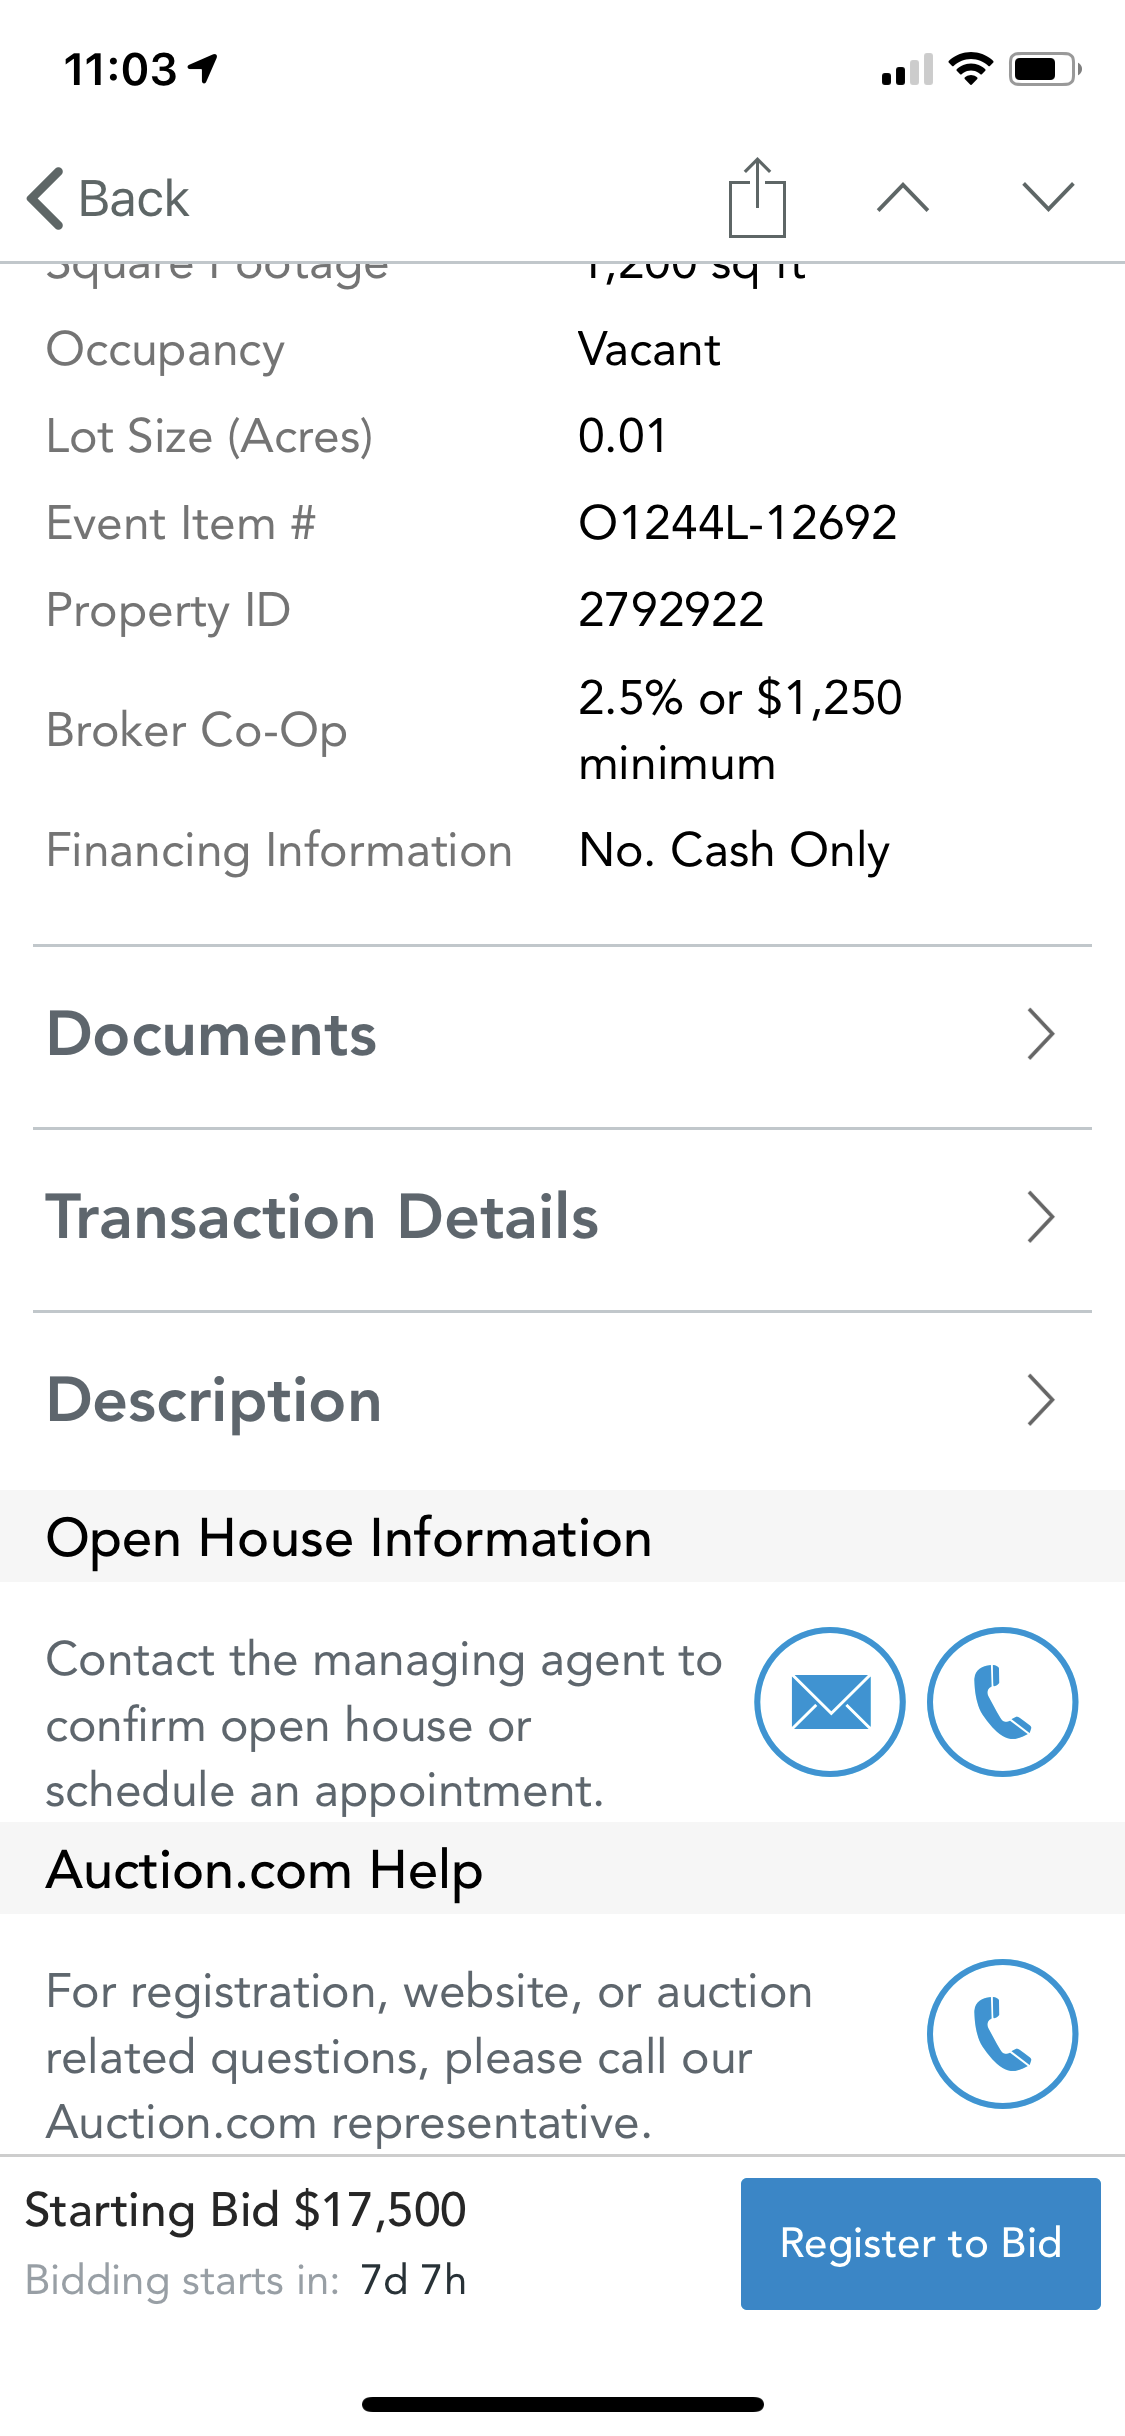 11:03
Back
Square Footage 1,200 sq ft
Occupancy Vacant
Lot Size (Acres) 0.01
Event Item # O1244L-12692
Property ID 2792922
Broker Co-Op 2.5% or $1,250
minimum
Financing Information No. Cash Only
Documents
Transaction Details
Description
Open House Information
Contact the managing agent to
confirm open house or
schedule an appointment.
Auction.com Help
For registration, website, or auction
related questions, please call our
Auction.com representative.
Starting Bid $17,500
Bidding starts in: 7d 7h
Register to Bid